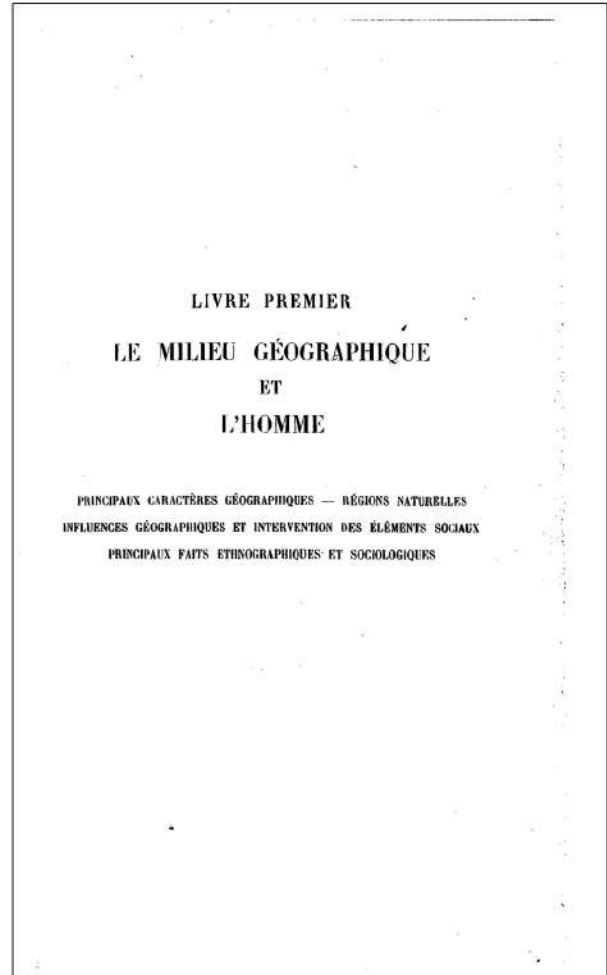 LIVRE PREMIER
LE MILIEU GÉOGRAPHIQUE
ET
L'HOMME
PRINCIPAUX CARACTÈRES GÉOGRAPHIQUES — RÉGIONS NATURELLES
INFLUENCES GÉOGRAPHIQUES ET INTERVENTION DES ÉLÉMENTS SOCIAUX
PRINCIPAUX FAITS ETHNOGRAPHIQUES ET SOCIOLOGIQUES